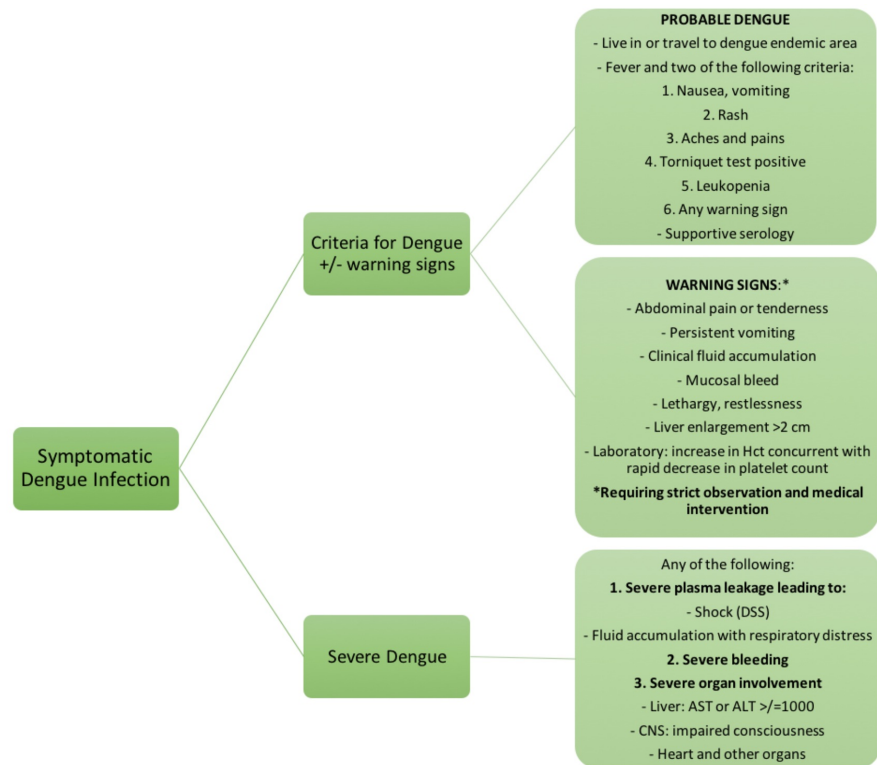 Symptomatic
Dengue Infection
Criteria for Dengue
+/- warning signs
PROBABLE DENGUE
- Live in or travel to dengue endemic area
- Fever and two of the following criteria:
1. Nausea, vomiting
2. Rash
3. Aches and pains
4. Torniquet test positive
5. Leukopenia
6. Any warning sign
- Supportive serology
WARNING SIGNS:*
- Abdominal pain or tenderness
- Persistent vomiting
- Clinical fluid accumulation
- Mucosal bleed
- Lethargy, restlessness
- Liver enlargement >2 cm
- Laboratory: increase in Hct concurrent with
rapid decrease in platelet count
*Requiring strict observation and medical
intervention
Severe Dengue
Any of the following:
1. Severe plasma leakage leading to:
- Shock (DSS)
- Fluid accumulation with respiratory distress
2. Severe bleeding
3. Severe organ involvement
- Liver: AST or ALT >/=1000
- CNS: impaired consciousness
- Heart and other organs